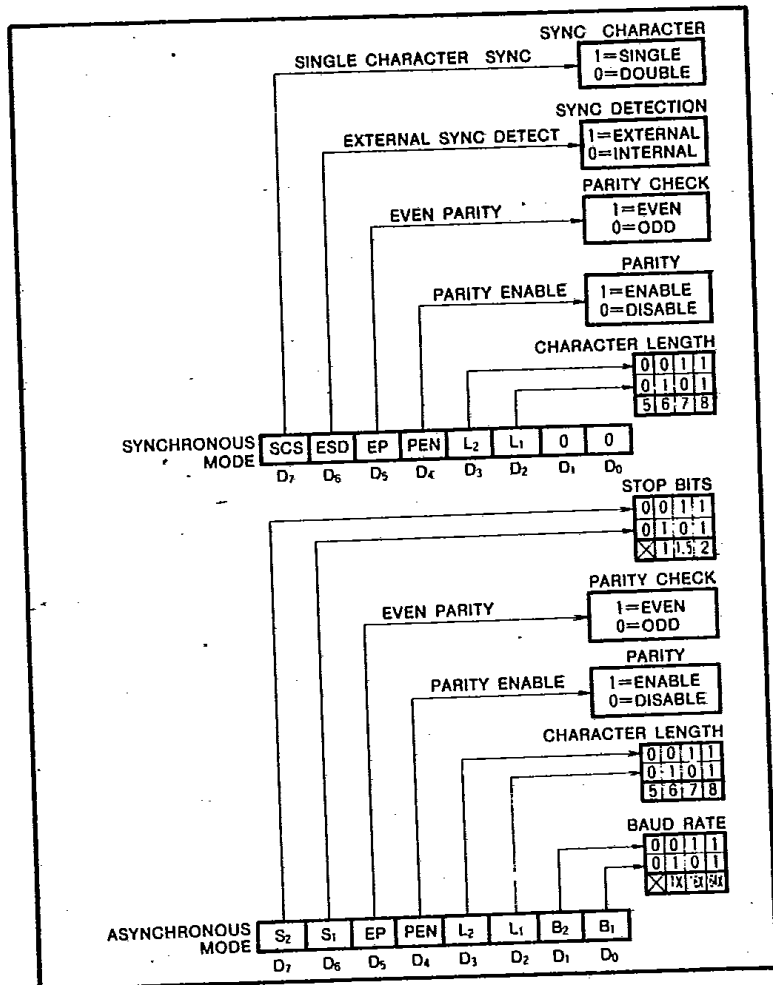 SYNC CHARACTER
SINGLE CHARACTER SYNC
1=SINGLE
0=DOUBLE
SYNC DETECTION
EXTERNAL SYNC DETECT
1=EXTERNAL
0=INTERNAL
PARITY CHECK
EVEN PARITY
1=EVEN
0=ODD
PARITY
PARITY ENABLE
1=ENABLE
0=DISABLE
CHARACTER LENGTH
0 0 1 1
0 1 0 1
5 6 7 8
SYNCHRONOUS MODE
SCS ESD EP PEN L2 L1 0 0
D7 D6 D5 D4 D3 D2 D1 D0
STOP BITS
0 0 1 1
0 1 0 1
1 1.5 2
PARITY CHECK
EVEN PARITY
1=EVEN
0=ODD
PARITY
PARITY ENABLE
1=ENABLE
0=DISABLE
CHARACTER LENGTH
0 0 1 1
0 1 0 1
5 6 7 8
BAUD RATE
0 0 1 1
0 1 0 1
1X
ASYNCHRONOUS MODE
S2 S1 EP PEN L2 L1 B2 B1
D7 D6 D5 D4 D3 D2 D1 D0